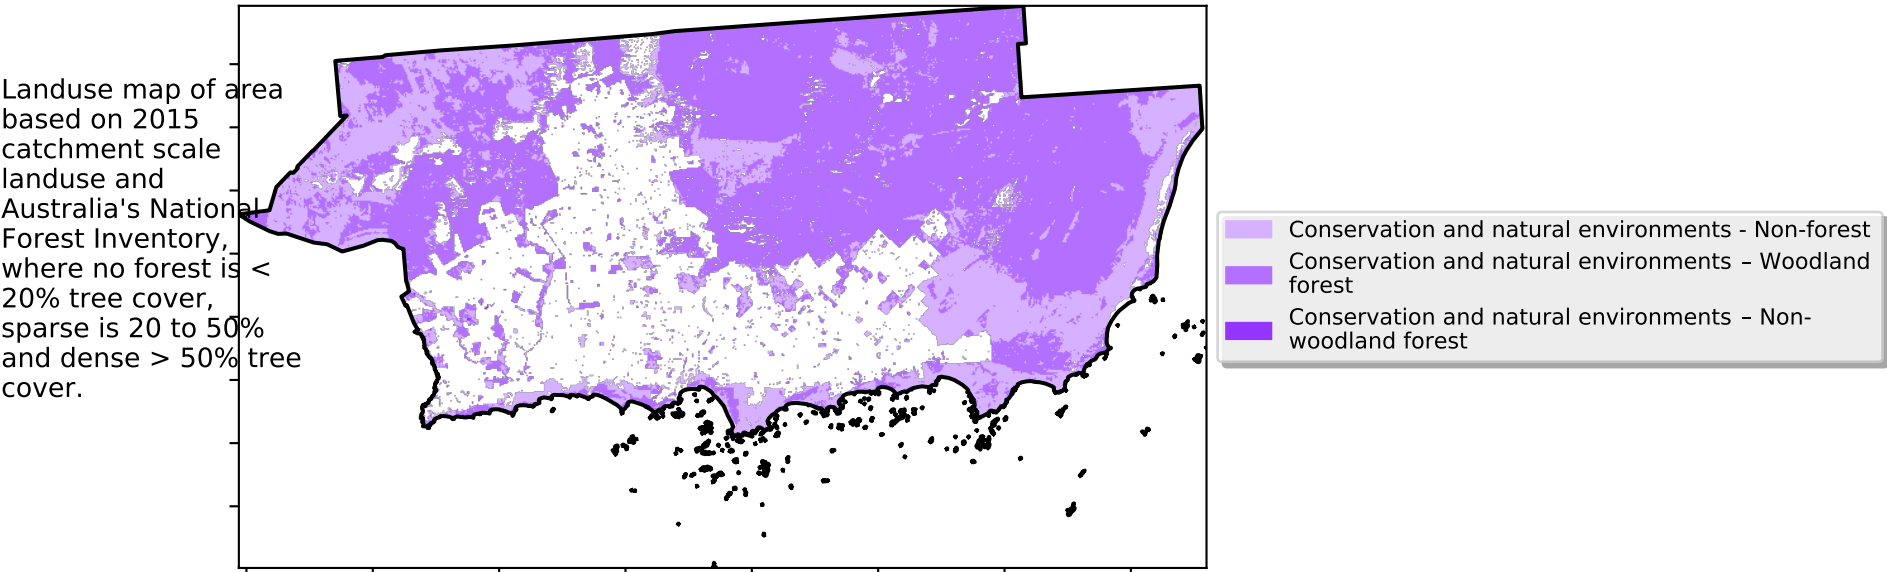 Landuse map of area
based on 2015
catchment scale
landuse and
Australia's National
Forest Inventory,
where no forest is <
20% tree cover,
sparse is 20 to 50%
and dense > 50% tree
cover.
Conservation and natural environments - Non-forest
Conservation and natural environments – Woodland
forest
Conservation and natural environments – Non-
woodland forest